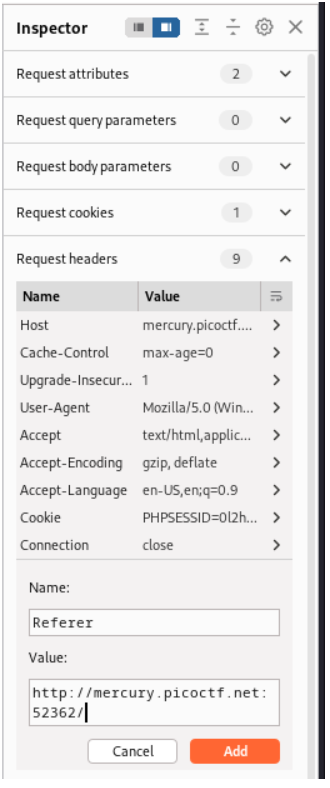 Inspector
Request attributes 2
Request query parameters 0
Request body parameters 0
Request cookies 1
Request headers 9
Name Value
Host mercury.picoctf....
Cache-Control max-age=0
Upgrade-Insecur... 1
User-Agent Mozilla/5.0 (Win...
Accept text/html,applic...
Accept-Encoding gzip, deflate
Accept-Language en-US,en;q=0.9
Cookie PHPSESSID=0l2h...
Connection close
Name:
Referer
Value:
http://mercury.picoctf.net:
52362/
Cancel Add